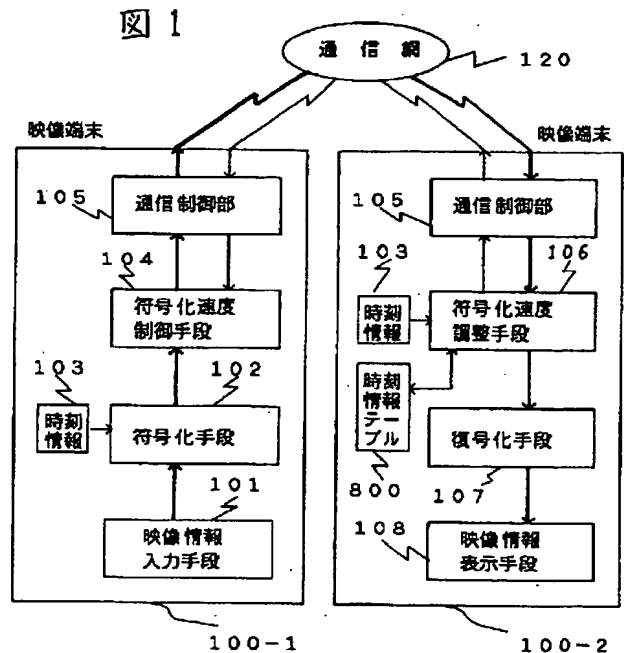 図1
通信網
120
映像端末
105
通信制御部
104
符号化速度
制御手段
103
時刻
情報
102
符号化手段
101
映像情報
入力手段
100-1
映像端末
105
通信制御部
103
時刻
情報
106
符号化速度
調整手段
時刻
情報
テー
ブル
800
復号化手段
107
108
映像情報
表示手段
100-2